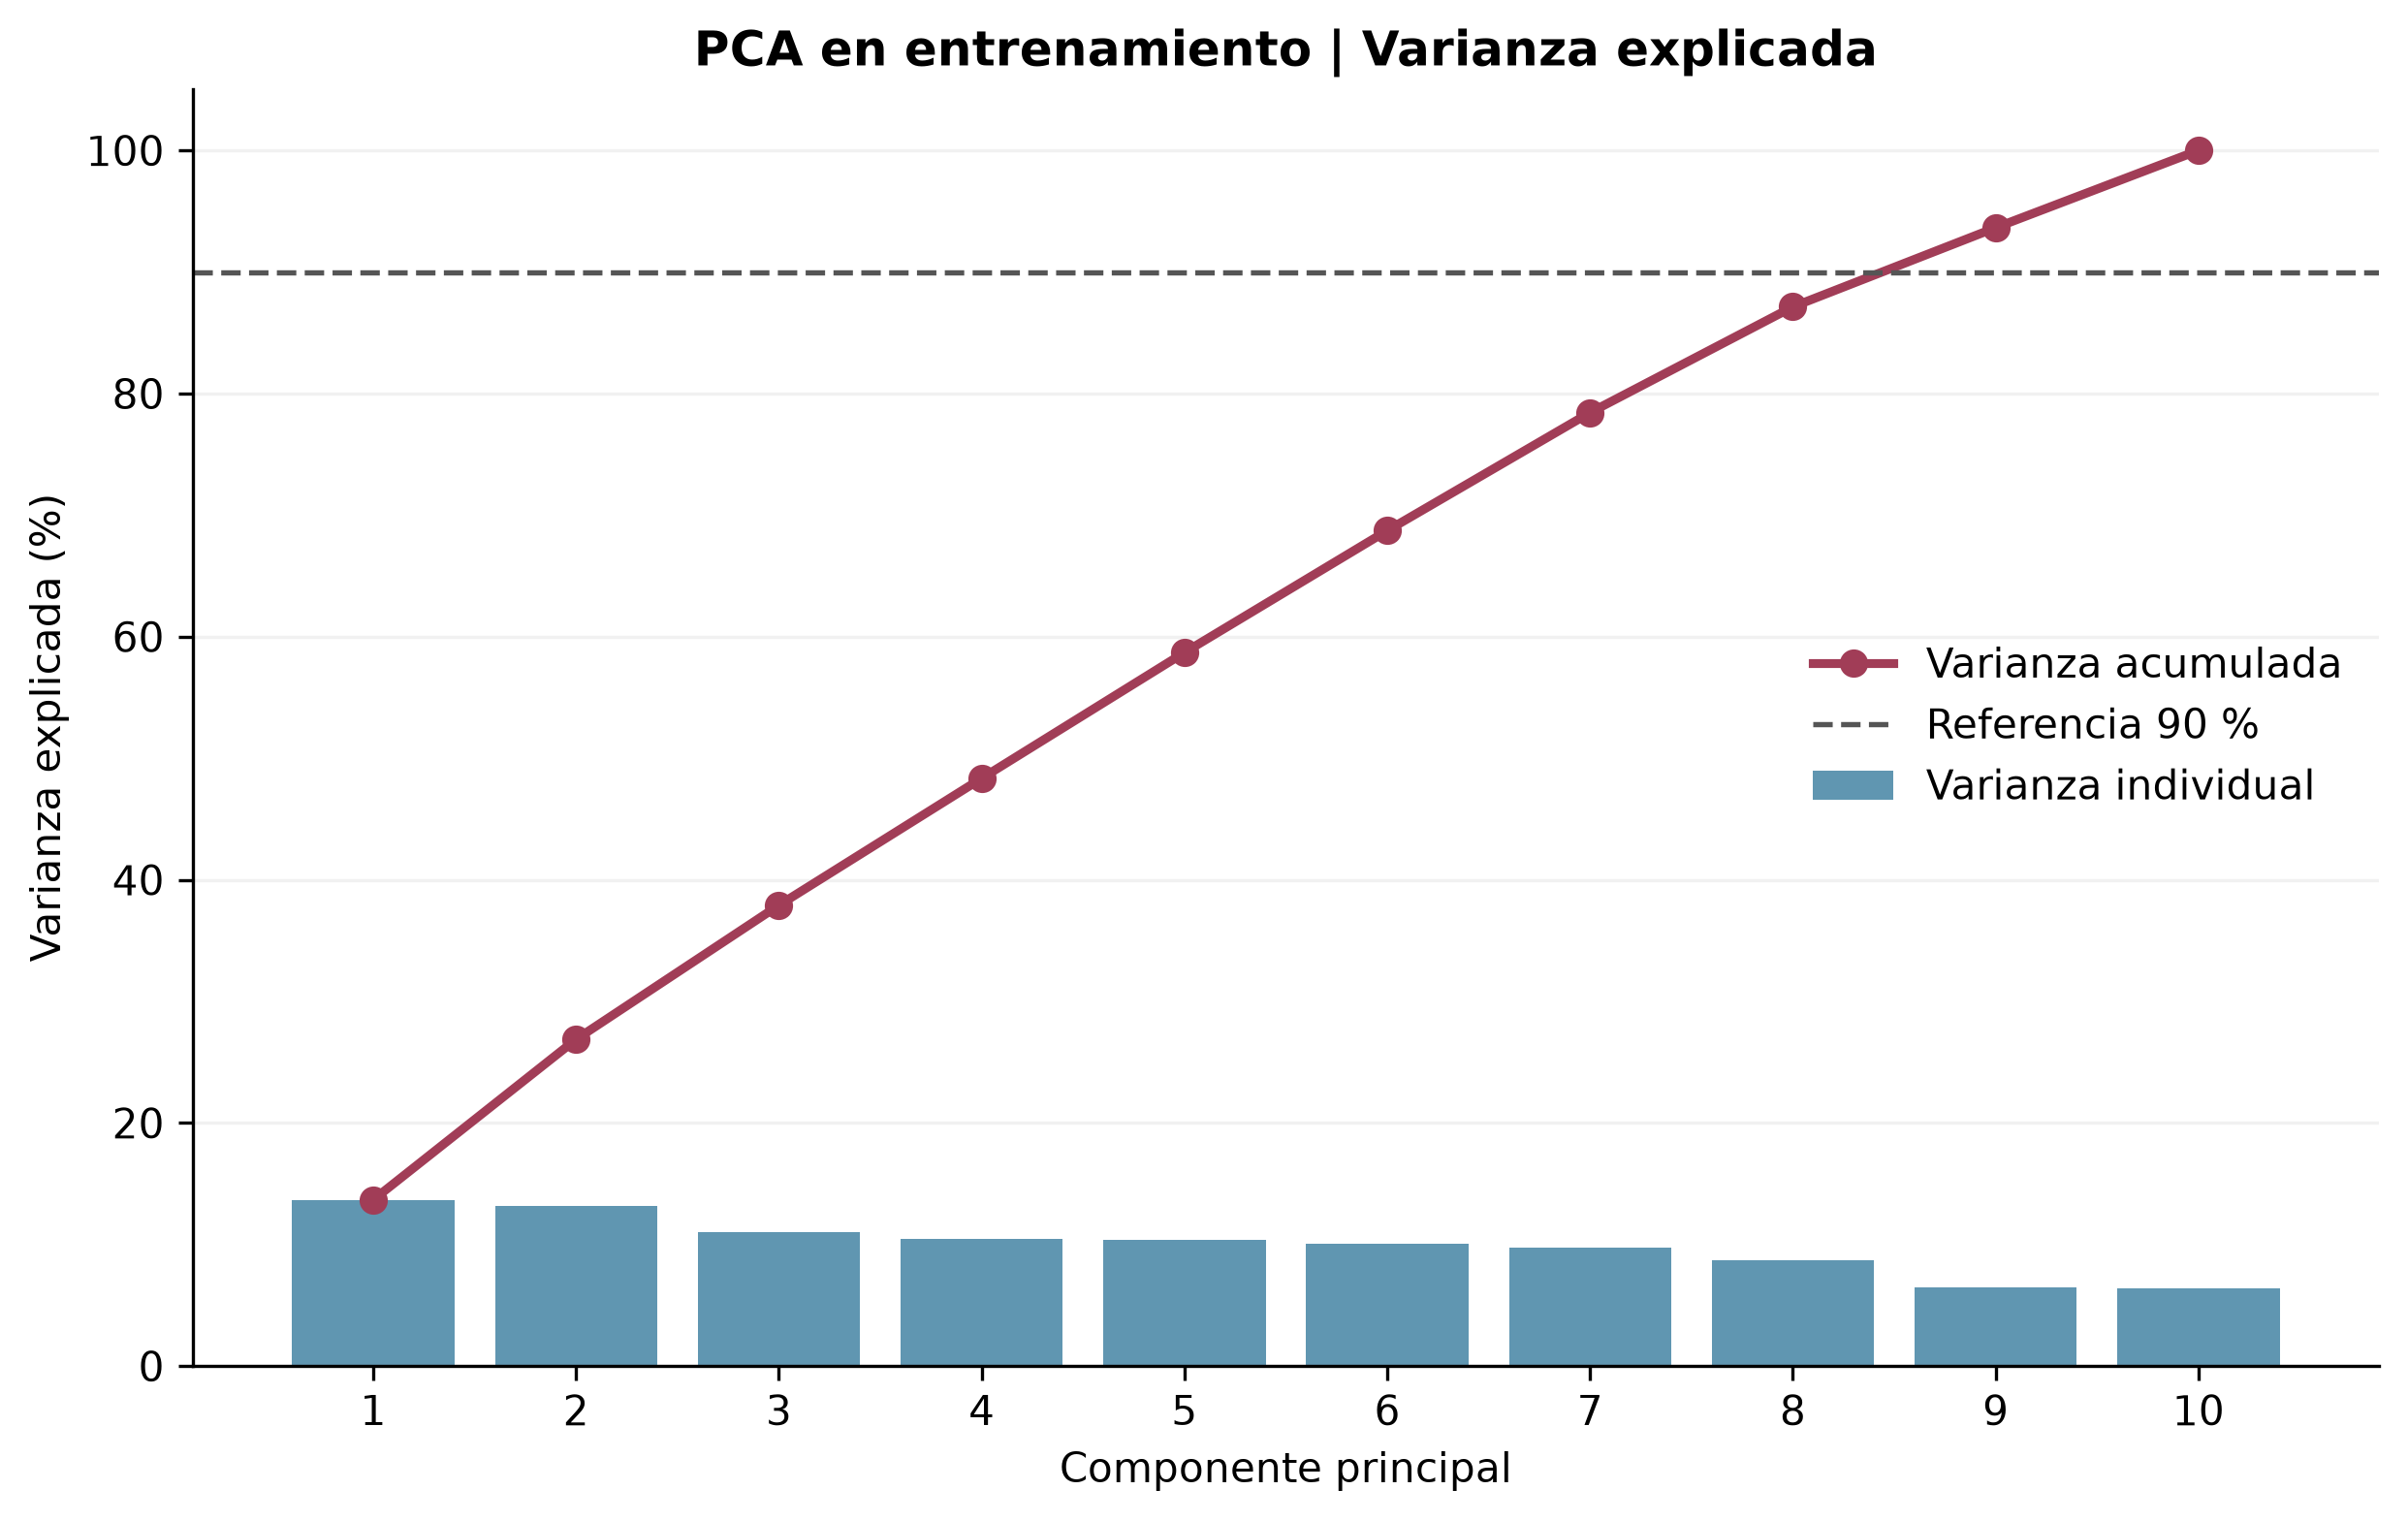 PCA en entrenamiento | Varianza explicada
Varianza explicada (%)
100
80
60
40
20
0
Varianza acumulada
Referencia 90 %
Varianza individual
1 2 3 4 5 6 7 8 9 10
Componente principal